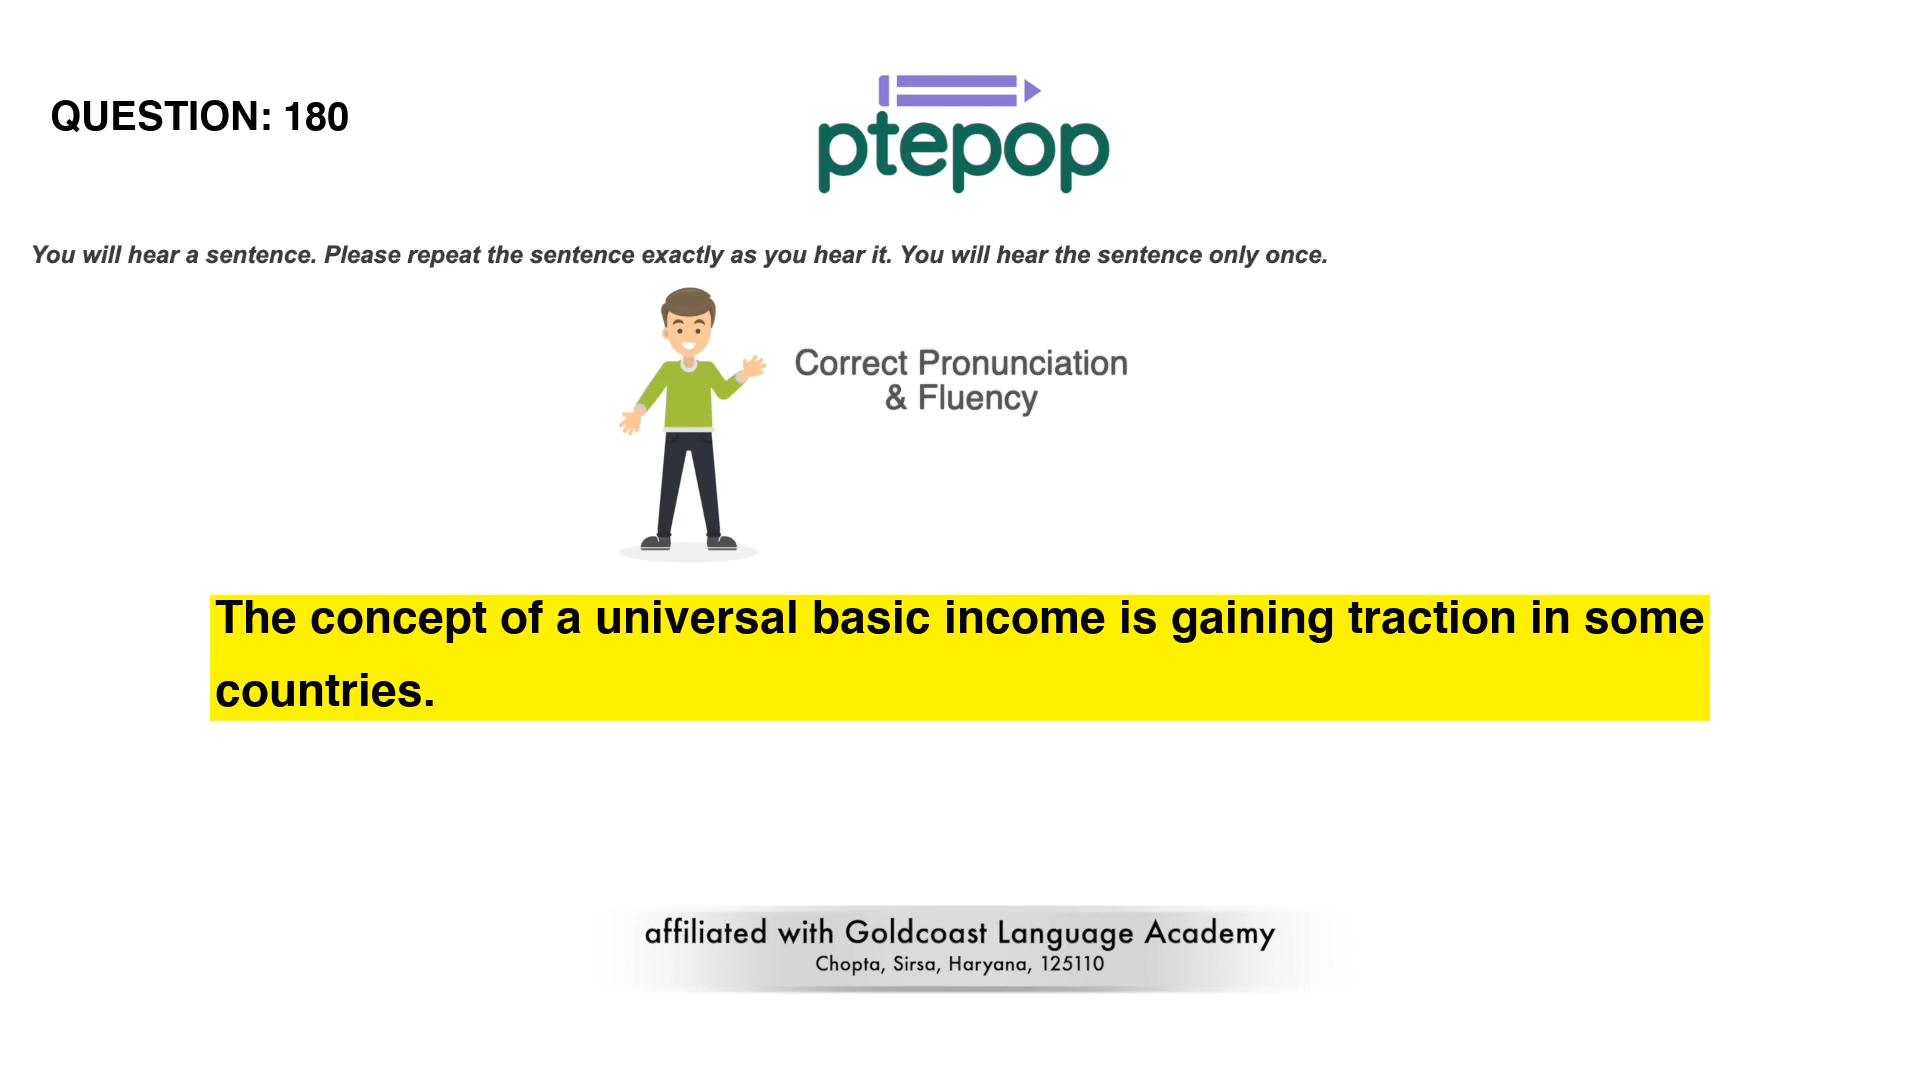 QUESTION: 180
ptepop
You will hear a sentence. Please repeat the sentence exactly as you hear it. You will hear the sentence only once.
Correct Pronunciation
& Fluency
The concept of a universal basic income is gaining traction in some
countries.
affiliated with Goldcoast Language Academy
Chopta, Sirsa, Haryana, 125110